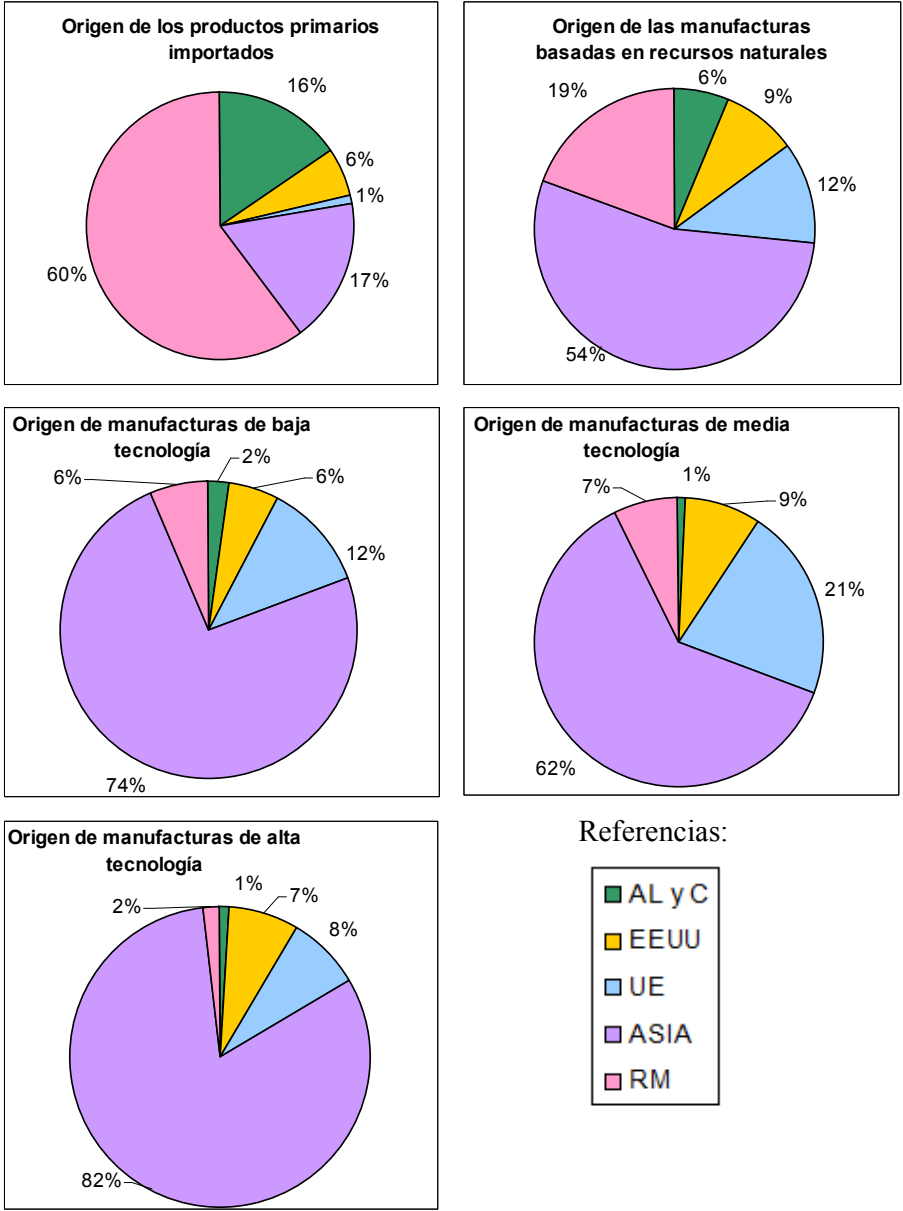 Origen de los productos primarios
importados
16%
6%
1%
17%
60%
Origen de las manufacturas
basadas en recursos naturales
6%
9%
12%
54%
19%
Origen de manufacturas de baja
tecnología
2%
6%
12%
74%
6%
Origen de manufacturas de media
tecnología
1%
9%
21%
62%
7%
Origen de manufacturas de alta
tecnología
1%
7%
8%
82%
2%
Referencias:
AL y C
EEUU
UE
ASIA
RM